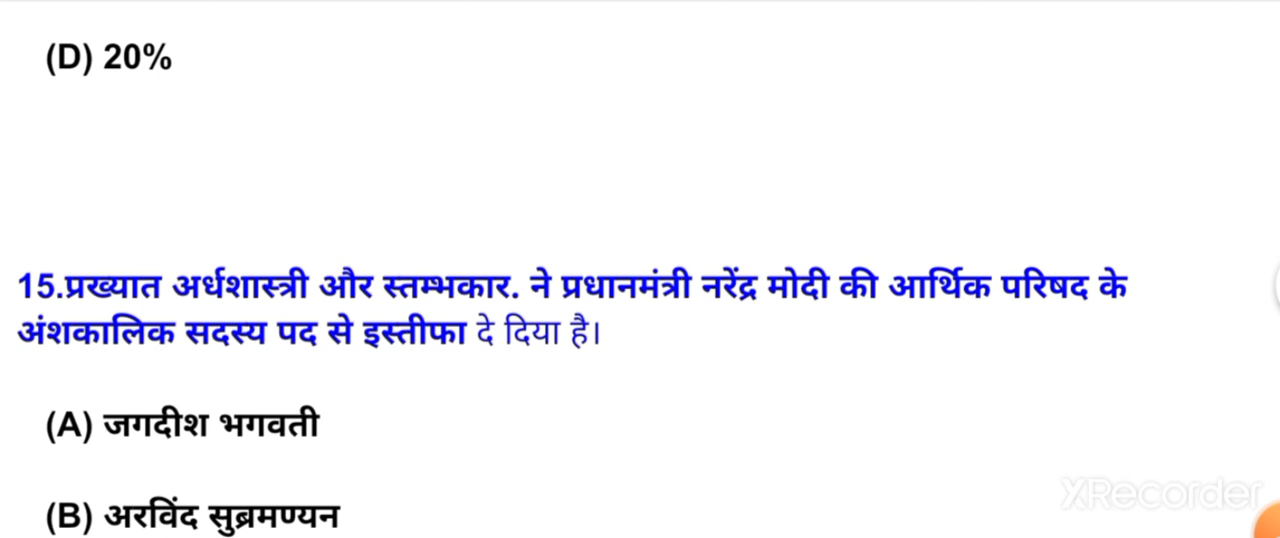 (D) 20%
15.प्रख्यात अर्धशास्त्री और स्तम्भकार. ने प्रधानमंत्री नरेंद्र मोदी की आर्थिक परिषद के
अंशकालिक सदस्य पद से इस्तीफा दे दिया है।
(A) जगदीश भगवती
(B) अरविंद सुब्रमण्यन
XRecorder